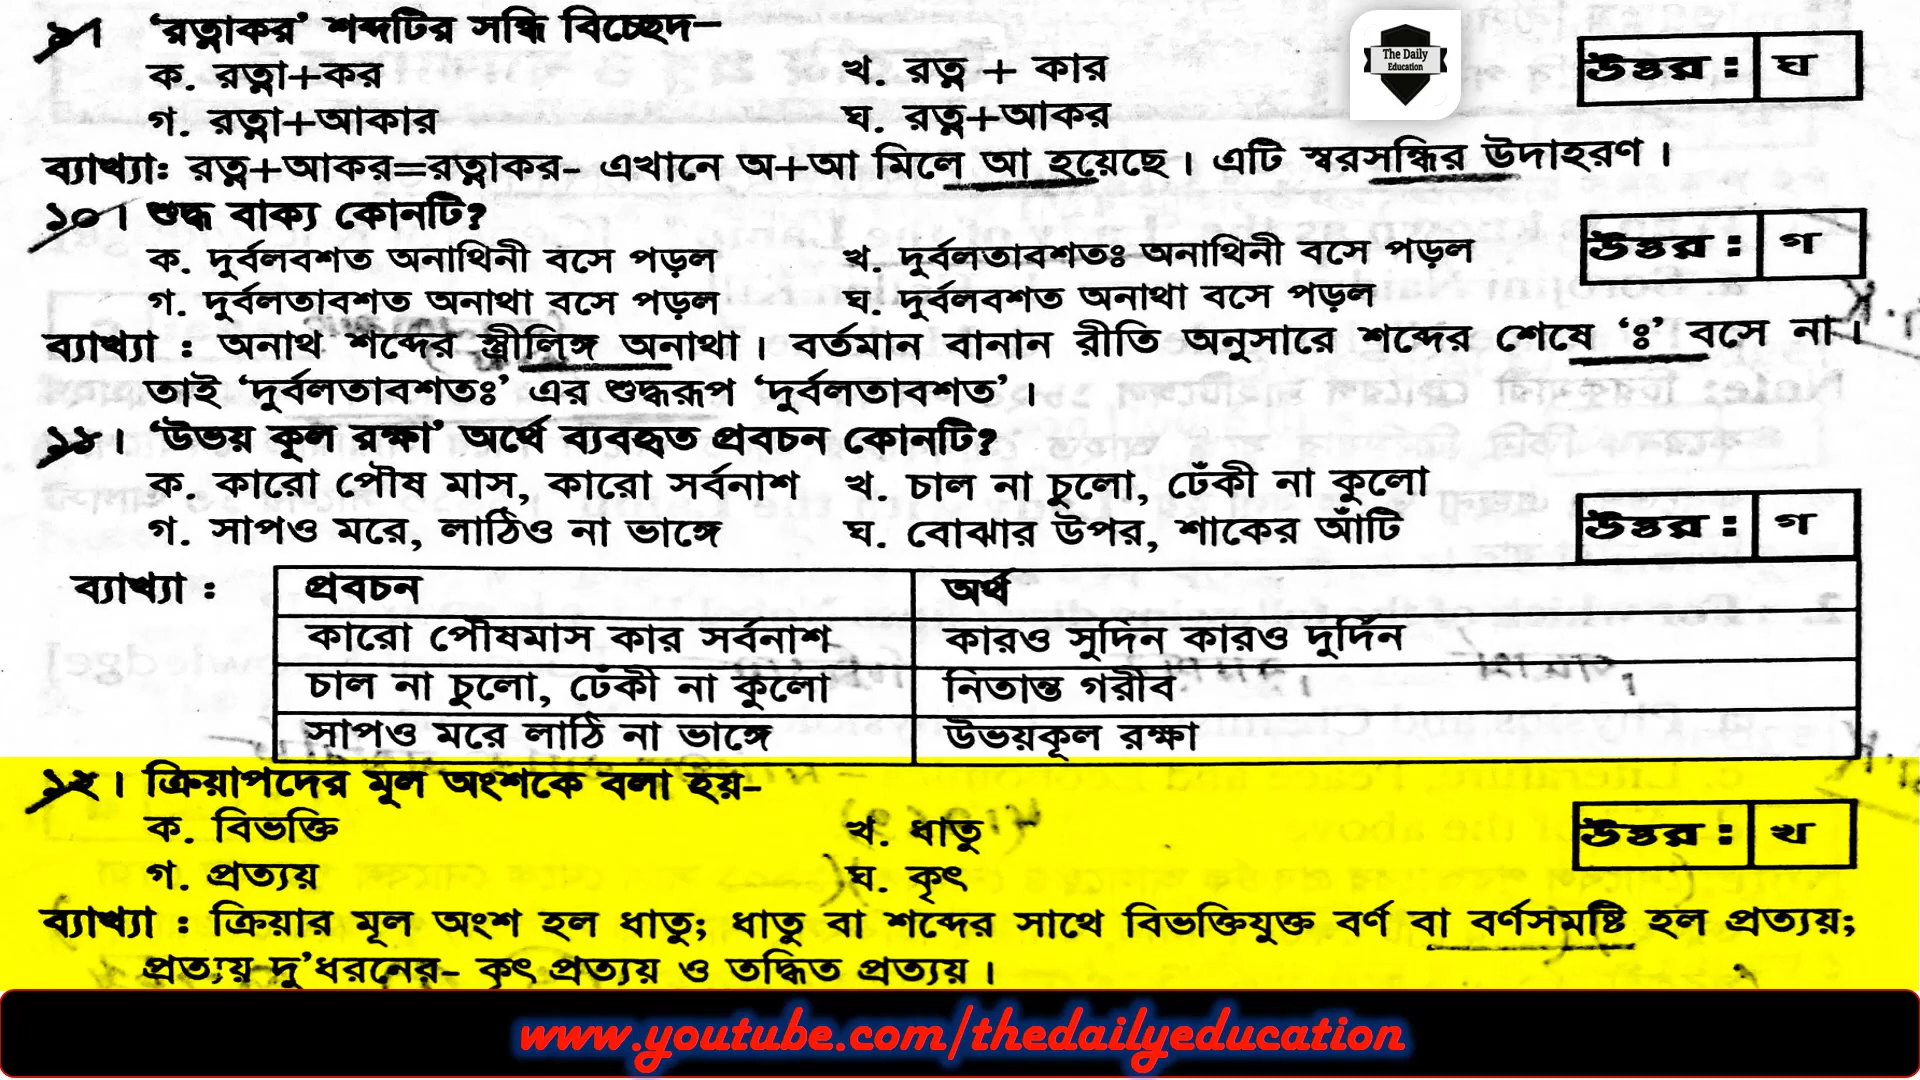 ৯। ‘রত্নাকর’ শব্দটির সন্ধি বিচ্ছেদ–
ক. রত্না+কর খ. রত্ন + কার
গ. রত্না+আকার ঘ. রত্ন+আকর
The Daily
Education
উত্তর : ঘ
ব্যাখ্যা: রত্ন+আকর=রত্নাকর- এখানে অ+আ মিলে আ হয়েছে। এটি স্বরসন্ধির উদাহরণ।
১০। শুদ্ধ বাক্য কোনটি?
ক. দুর্বলবশত অনাথিনী বসে পড়ল খ. দুর্বলতাবশতঃ অনাথিনী বসে পড়ল
গ. দুর্বলতাবশত অনাথা বসে পড়ল ঘ. দুর্বলবশত অনাথা বসে পড়ল
উত্তর : গ
ব্যাখ্যা : অনাথ শব্দের স্ত্রীলিঙ্গ অনাথা। বর্তমান বানান রীতি অনুসারে শব্দের শেষে ‘ঃ’ বসে না।
তাই ‘দুর্বলতাবশতঃ’ এর শুদ্ধরূপ ‘দুর্বলতাবশত’।
১১। ‘উভয় কূল রক্ষা’ অর্থে ব্যবহৃত প্রবচন কোনটি?
ক. কারো পৌষ মাস, কারো সর্বনাশ খ. চাল না চুলো, ঢেঁকী না কুলো
গ. সাপও মরে, লাঠিও না ভাঙ্গে ঘ. বোঝার উপর, শাকের আঁটি
উত্তর : গ
ব্যাখ্যা : প্রবচন অর্থ
কারো পৌষমাস কার সর্বনাশ কারও সুদিন কারও দুর্দিন
চাল না চুলো, ঢেঁকী না কুলো নিতান্ত গরীব
সাপও মরে লাঠি না ভাঙ্গে উভয়কূল রক্ষা
১২। ক্রিয়াপদের মূল অংশকে বলা হয়-
ক. বিভক্তি খ. ধাতু
গ. প্রত্যয় ঘ. কৃৎ
উত্তর : খ
ব্যাখ্যা : ক্রিয়ার মূল অংশ হল ধাতু; ধাতু বা শব্দের সাথে বিভক্তিযুক্ত বর্ণ বা বর্ণসমষ্টি হল প্রত্যয়;
প্রত্যয় দু’ধরনের- কৃৎ প্রত্যয় ও তদ্ধিত প্রত্যয়।
www.youtube.com/thedailyeducation